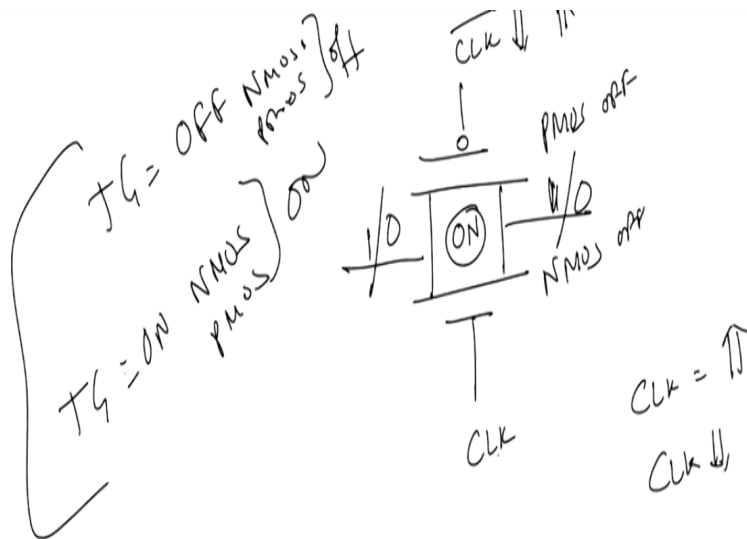 TG = OFF NMOS, PMOS } off
TG = ON NMOS PMOS } on
CLK ⇓ ⇑
PMOS OFF
1/0
ON
1/0
NMOS OFF
CLK
CLK = ⇑
CLK ⇓